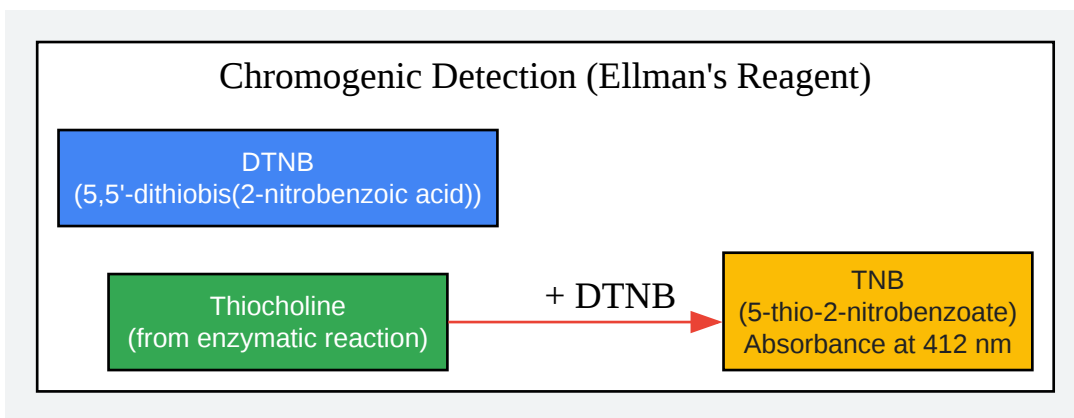 Chromogenic Detection (Ellman's Reagent)
DTNB
(5,5'-dithiobis(2-nitrobenzoic acid))
Thiocholine
(from enzymatic reaction)
+ DTNB
TNB
(5-thio-2-nitrobenzoate)
Absorbance at 412 nm